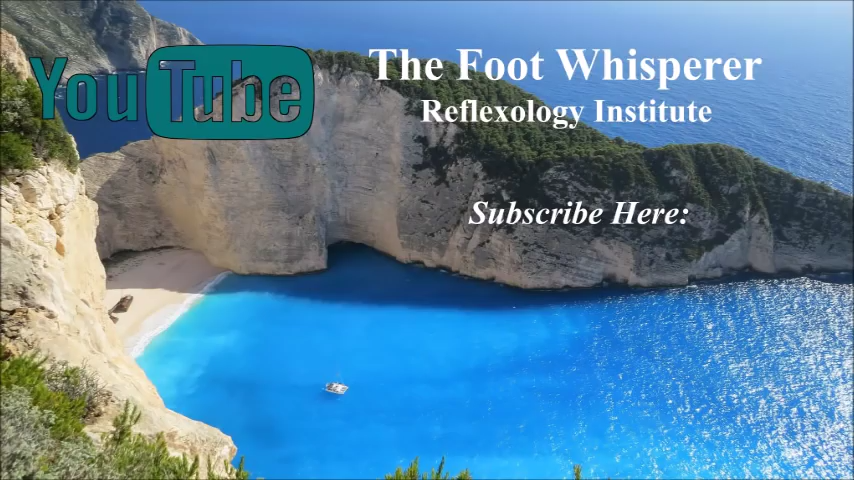 YouTube
The Foot Whisperer
Reflexology Institute
Subscribe Here: